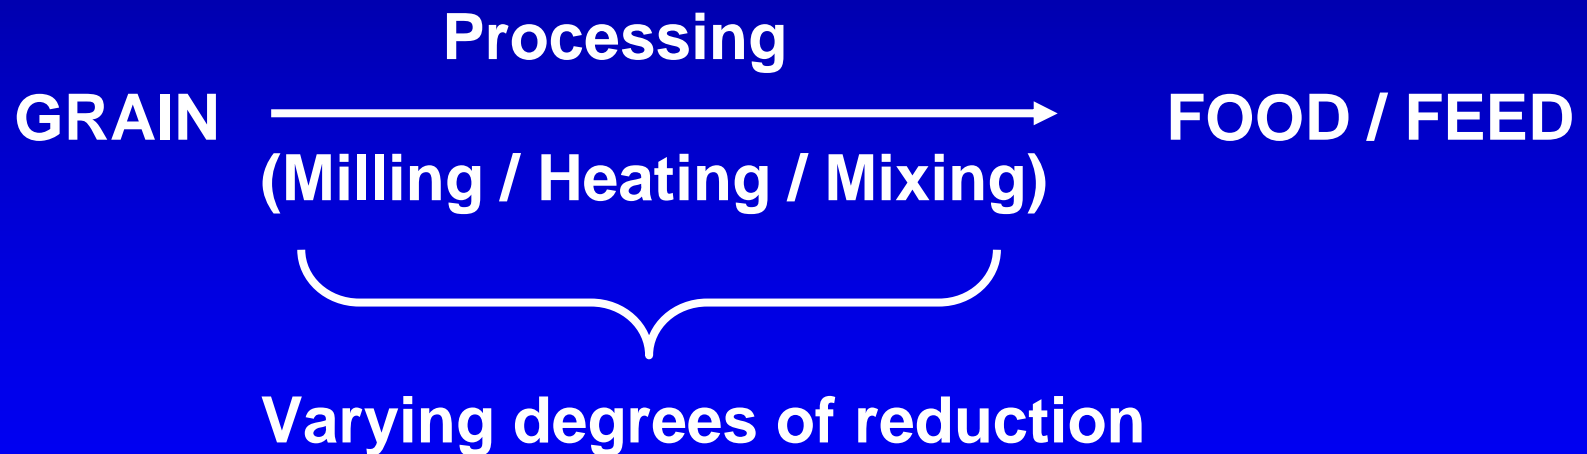 Processing
GRAIN FOOD / FEED
(Milling / Heating / Mixing)
Varying degrees of reduction